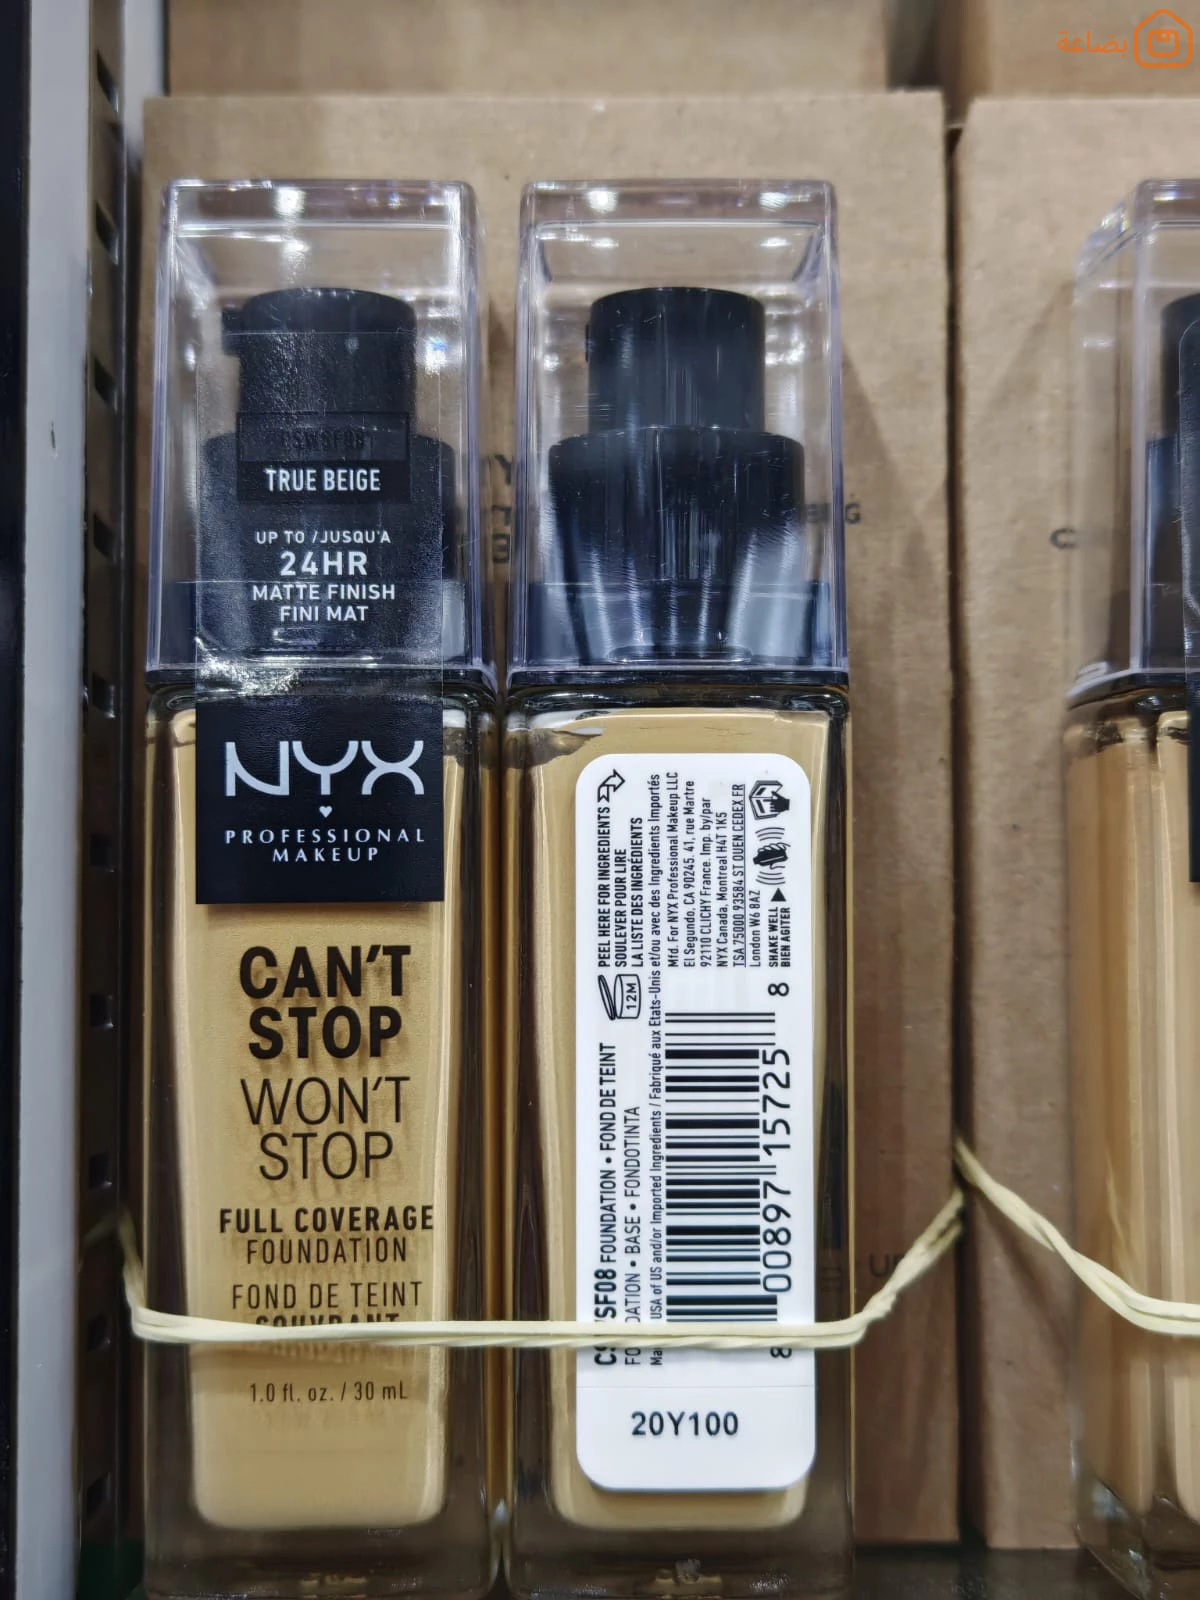 بضاعة
CSWSF08
TRUE BEIGE
UP TO / JUSQU'A
24HR
MATTE FINISH
FINI MAT
NYX
PROFESSIONAL
MAKEUP
CAN'T
STOP
WON'T
STOP
FULL COVERAGE
FOUNDATION
FOND DE TEINT
1.0 fl. oz. / 30 mL
PEEL HERE FOR INGREDIENTS
SOULEVER POUR LIRE
LA LISTE DES INGRÉDIENTS
12M
SF08 FOUNDATION • FOND DE TEINT
DATION • BASE • FONDOTINTA
USA of US and/or Imported Ingredients / Fabriqué aux Etats-Unis et/ou avec des Ingredients Importés
Mfd. For NYX Professional Makeup LLC
El Segundo, CA 90245. 41, rue Martre
92110 CLICHY France. Imp. by/par
NYX Canada, Montreal H4T 1K5
TSA 75000 93584 ST OUEN CEDEX FR
London W6 8AZ
SHAKE WELL
BIEN AGITER
8 00897 15725 8
20Y100